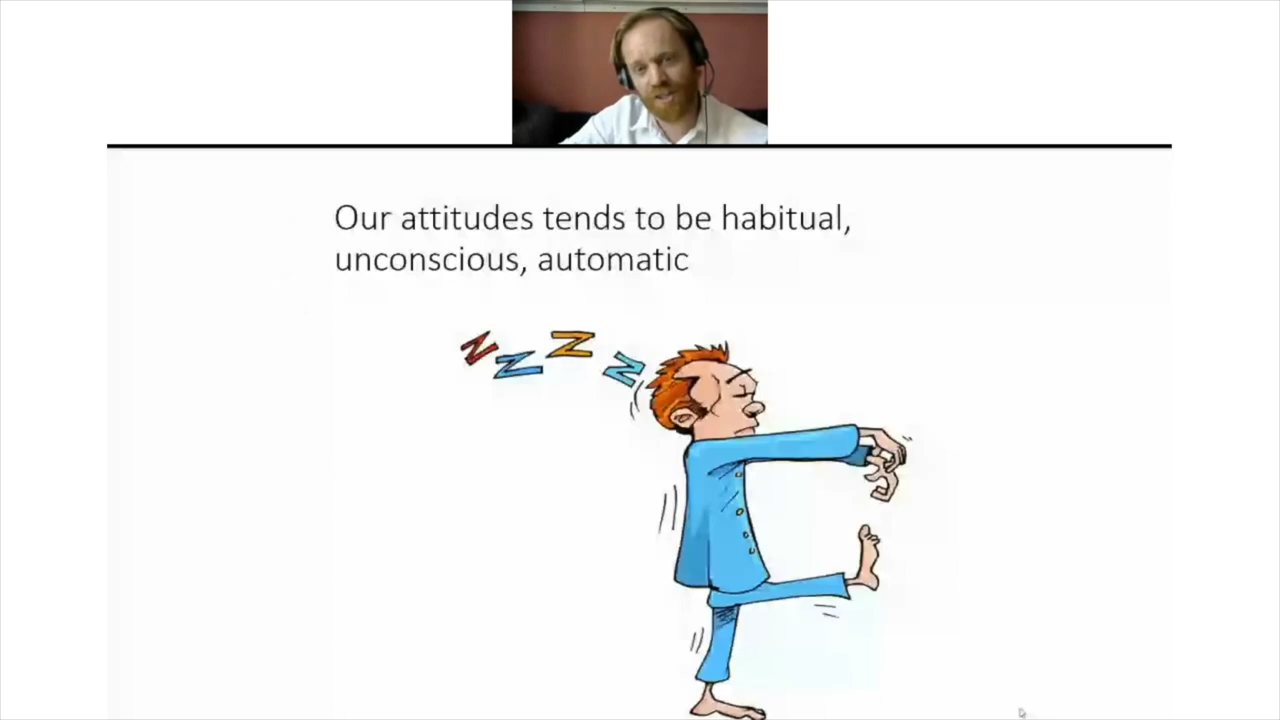 Our attitudes tends to be habitual,
unconscious, automatic
Z Z Z Z